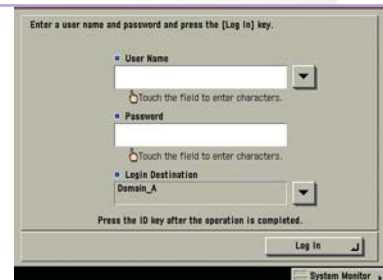 Enter a user name and password and press the [Log In] key.
User Name
Touch the field to enter characters.
Password
Touch the field to enter characters.
Login Destination
Domain_A
Press the ID key after the operation is completed.
Log In
System Monitor